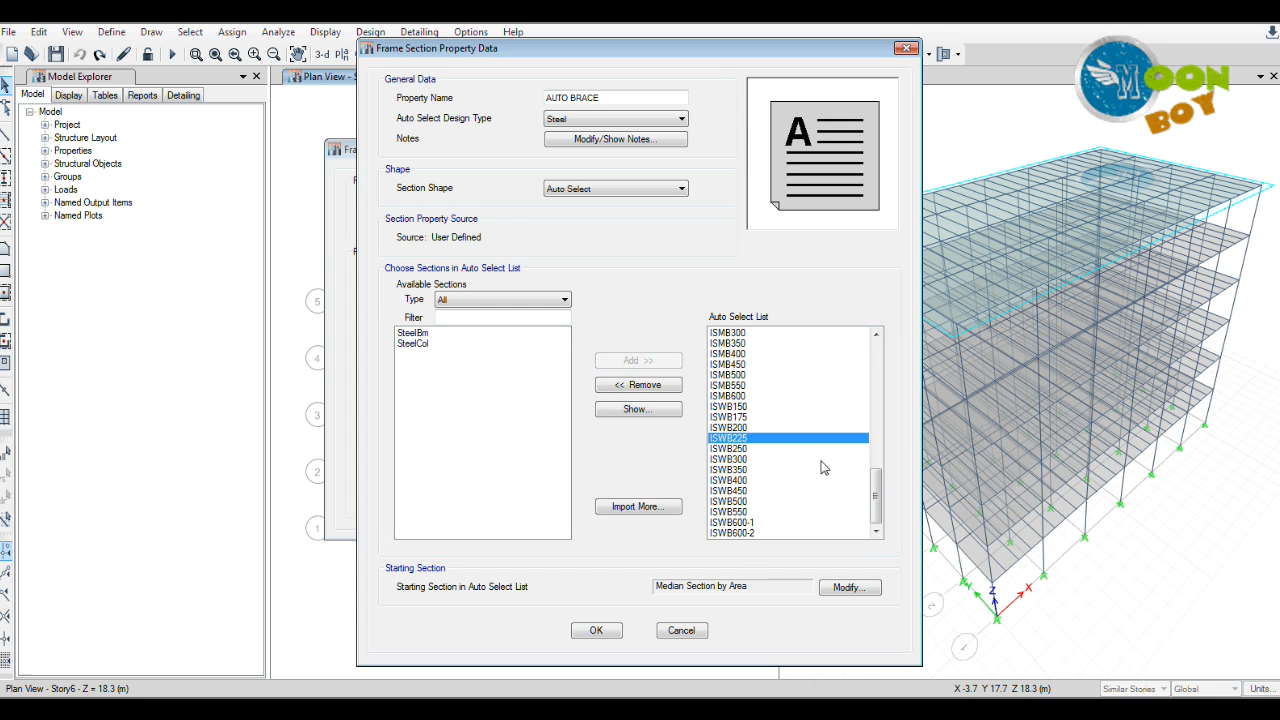 File Edit View Define Draw Select Assign Analyze Display Design Detailing Options Help
3-d
Model Explorer
Plan View - S
Model Display Tables Reports Detailing
Model
Project
Structure Layout
Properties
Structural Objects
Groups
Loads
Named Output Items
Named Plots
5
4
3
2
1
Frame Section Property Data
General Data
Property Name AUTO BRACE
Auto Select Design Type Steel
Notes Modify/Show Notes...
A
Shape
Section Shape Auto Select
Section Property Source
Source: User Defined
Choose Sections in Auto Select List
Available Sections
Type All
Filter
SteelBm
SteelCol
Add >>
<< Remove
Show...
Import More...
Auto Select List
ISMB300
ISMB350
ISMB400
ISMB450
ISMB500
ISMB550
ISMB600
ISWB150
ISWB175
ISWB200
ISWB225
ISWB250
ISWB300
ISWB350
ISWB400
ISWB450
ISWB500
ISWB550
ISWB600-1
ISWB600-2
Starting Section
Starting Section in Auto Select List Median Section by Area Modify...
OK Cancel
MOON
BOY
Z
X
Y
Plan View - Story6 - Z = 18.3 (m) X -3.7 Y 17.7 Z 18.3 (m) Similar Stories Global Units...